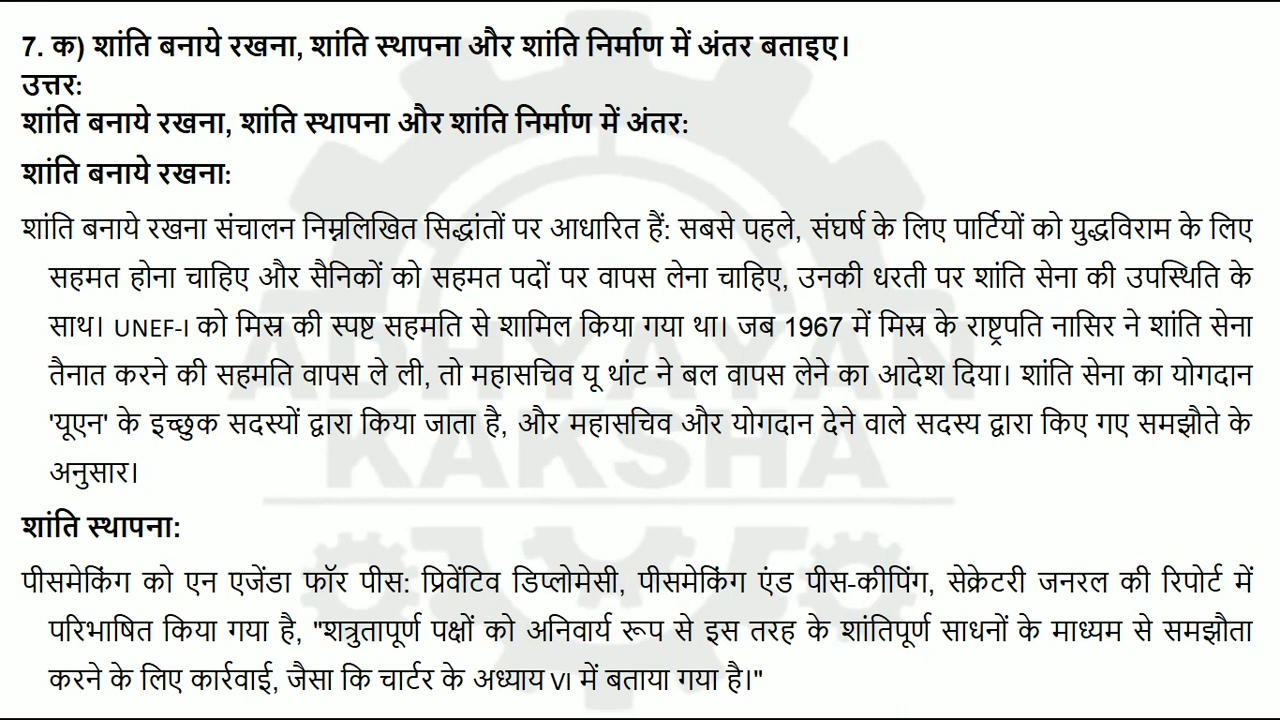 7. क) शांति बनाये रखना, शांति स्थापना और शांति निर्माण में अंतर बताइए।
उत्तर:
शांति बनाये रखना, शांति स्थापना और शांति निर्माण में अंतर:
शांति बनाये रखना:
शांति बनाये रखना संचालन निम्नलिखित सिद्धांतों पर आधारित हैं: सबसे पहले, संघर्ष के लिए पार्टियों को युद्धविराम के लिए
सहमत होना चाहिए और सैनिकों को सहमत पदों पर वापस लेना चाहिए, उनकी धरती पर शांति सेना की उपस्थिति के
साथ। UNEF-I को मिस्र की स्पष्ट सहमति से शामिल किया गया था। जब 1967 में मिस्र के राष्ट्रपति नासिर ने शांति सेना
तैनात करने की सहमति वापस ले ली, तो महासचिव यू थांट ने बल वापस लेने का आदेश दिया। शांति सेना का योगदान
'यूएन' के इच्छुक सदस्यों द्वारा किया जाता है, और महासचिव और योगदान देने वाले सदस्य द्वारा किए गए समझौते के
अनुसार।
शांति स्थापना:
पीसमेकिंग को एन एजेंडा फॉर पीस: प्रिवेंटिव डिप्लोमेसी, पीसमेकिंग एंड पीस-कीपिंग, सेक्रेटरी जनरल की रिपोर्ट में
परिभाषित किया गया है, "शत्रुतापूर्ण पक्षों को अनिवार्य रूप से इस तरह के शांतिपूर्ण साधनों के माध्यम से समझौता
करने के लिए कार्रवाई, जैसा कि चार्टर के अध्याय VI में बताया गया है।"
ADHYAYAN
KAKSHA